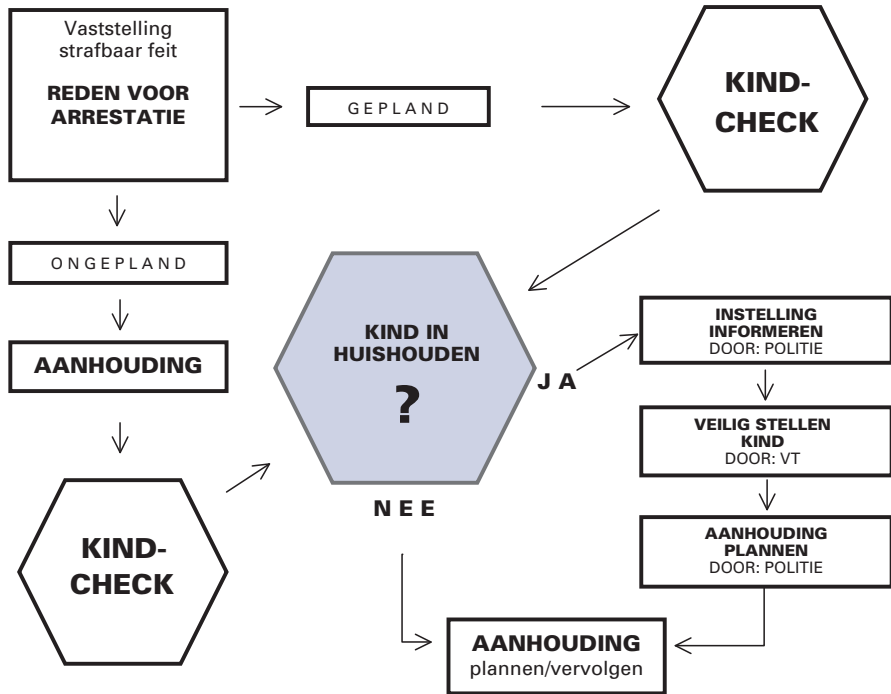 Vaststelling
strafbaar feit
REDEN VOOR
ARRESTATIE
GEPLAND
KIND-
CHECK
ONGEPLAND
AANHOUDING
KIND-
CHECK
KIND IN
HUISHOUDEN
?
JA
NEE
INSTELLING
INFORMEREN
DOOR: POLITIE
VEILIG STELLEN
KIND
DOOR: VT
AANHOUDING
PLANNEN
DOOR: POLITIE
AANHOUDING
plannen/vervolgen